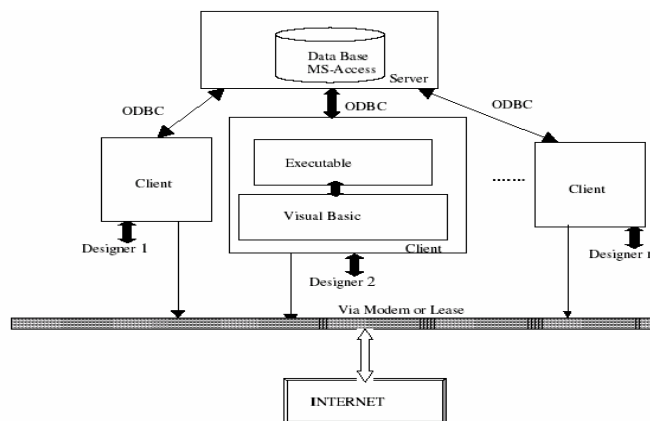 Data Base
MS-Access
Server
ODBC
ODBC
ODBC
Client
Executable
Visual Basic
Client
.......
Client
Designer 1
Designer 2
Designer
Via Modem or Lease
INTERNET